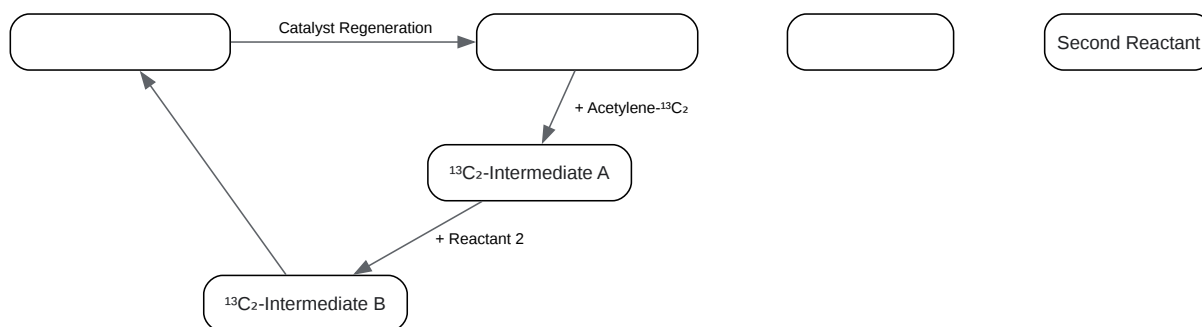 Catalyst Regeneration
Second Reactant
+ Acetylene-¹³C₂
¹³C₂-Intermediate A
+ Reactant 2
¹³C₂-Intermediate B